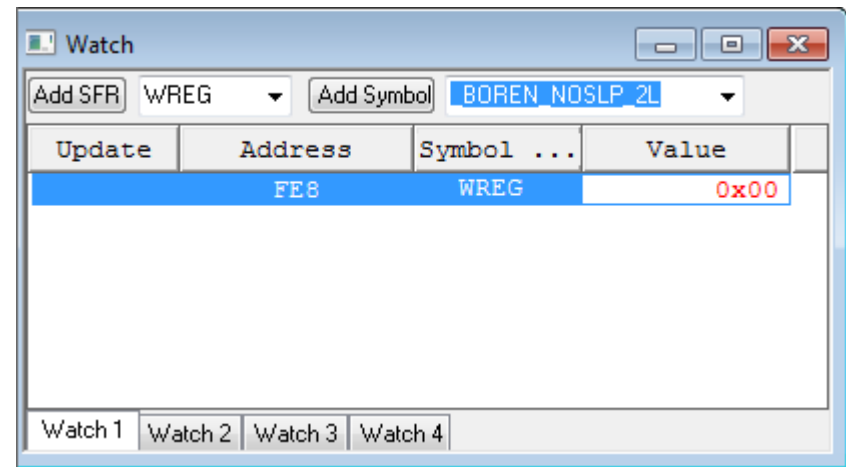 Watch
Add SFR WREG Add Symbol _BOREN_NOSLP_2L
Update Address Symbol ... Value
FE8 WREG 0x00
Watch 1 Watch 2 Watch 3 Watch 4